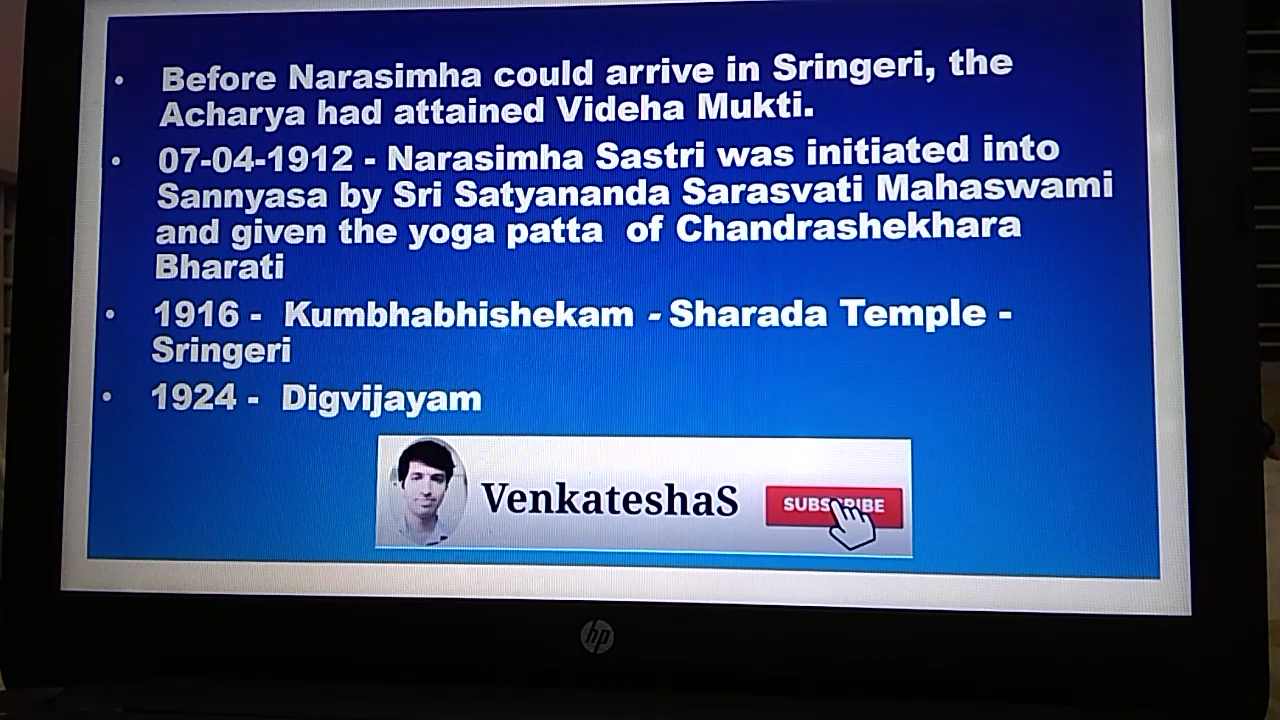 • Before Narasimha could arrive in Sringeri, the
Acharya had attained Videha Mukti.
• 07-04-1912 - Narasimha Sastri was initiated into
Sannyasa by Sri Satyananda Sarasvati Mahaswami
and given the yoga patta of Chandrashekhara
Bharati
• 1916 - Kumbhabhishekam - Sharada Temple -
Sringeri
• 1924 - Digvijayam
VenkateshaS
SUBSCRIBE
hp